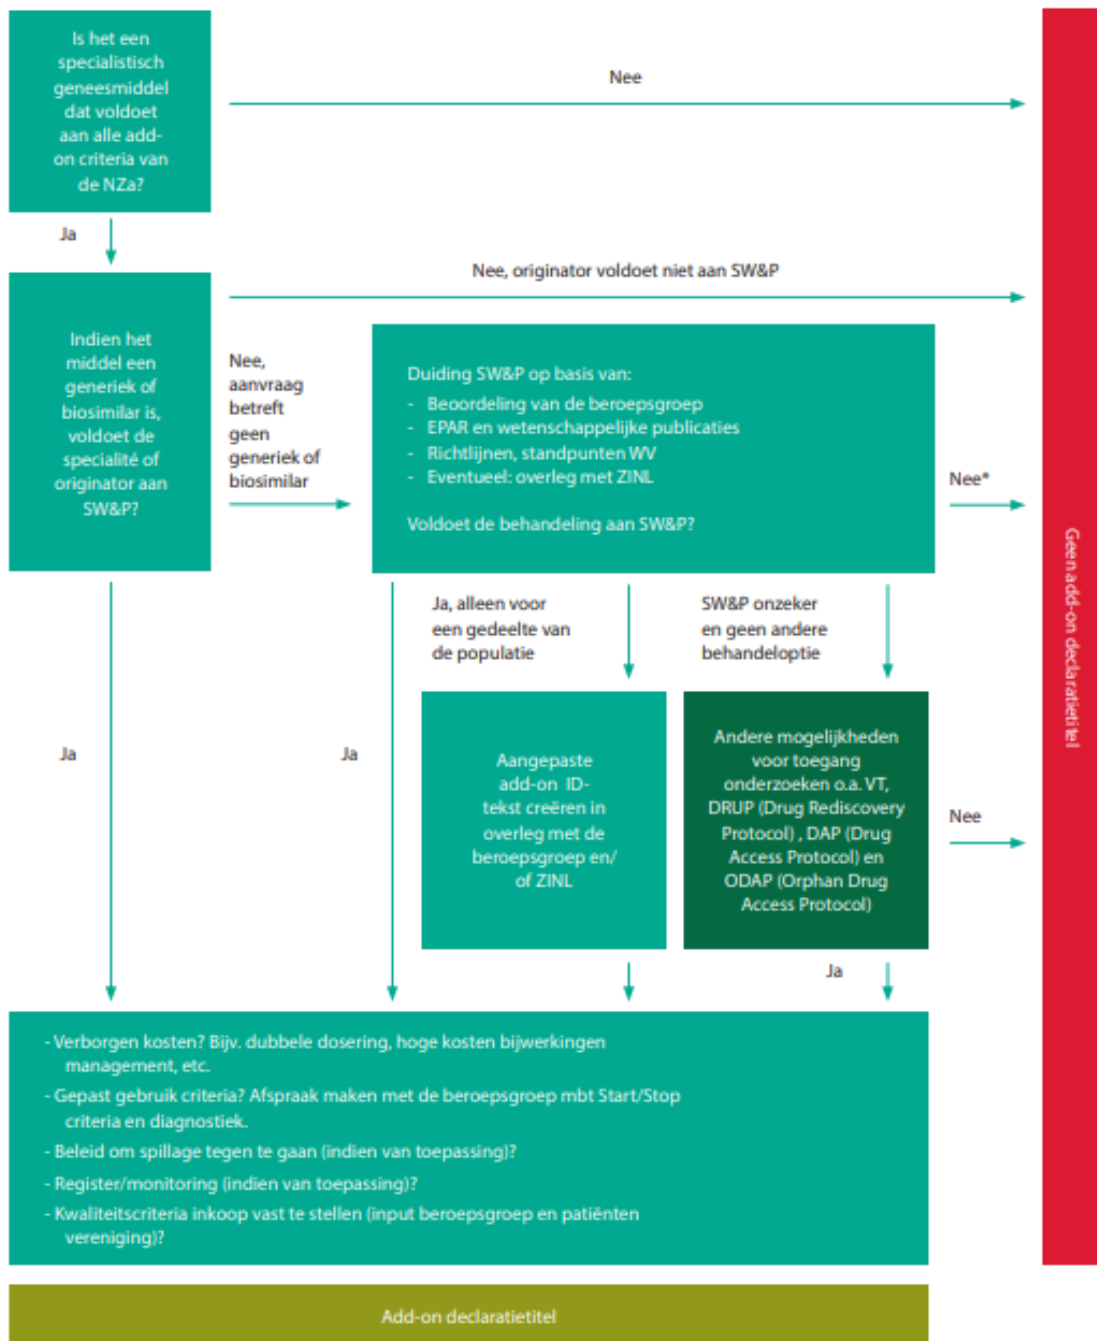 Is het een
specialistisch
geneesmiddel
dat voldoet
aan alle add-
on criteria van
de NZa?
Nee
Ja
Nee, originator voldoet niet aan SW&P
Indien het
middel een
generiek of
biosimilar is,
voldoet de
specialité of
originator aan
SW&P?
Nee,
aanvraag
betreft
geen
generiek of
biosimilar
Duiding SW&P op basis van:
- Beoordeling van de beroepsgroep
- EPAR en wetenschappelijke publicaties
- Richtlijnen, standpunten WV
- Eventueel: overleg met ZINL
Voldoet de behandeling aan SW&P?
Nee*
Geen add-on declaratietitel
Ja, alleen voor
een gedeelte van
de populatie
SW&P onzeker
en geen andere
behandeloptie
Ja
Ja
Aangepaste
add-on ID-
tekst creëren in
overleg met de
beroepsgroep en/
of ZINL
Andere mogelijkheden
voor toegang
onderzoeken o.a. VT,
DRUP (Drug Rediscovery
Protocol) , DAP (Drug
Access Protocol) en
ODAP (Orphan Drug
Access Protocol)
Nee
Ja
- Verborgen kosten? Bijv. dubbele dosering, hoge kosten bijwerkingen
management, etc.
- Gepast gebruik criteria? Afspraak maken met de beroepsgroep mbt Start/Stop
criteria en diagnostiek.
- Beleid om spillage tegen te gaan (indien van toepassing)?
- Register/monitoring (indien van toepassing)?
- Kwaliteitscriteria inkoop vast te stellen (input beroepsgroep en patiënten
vereniging)?
Add-on declaratietitel